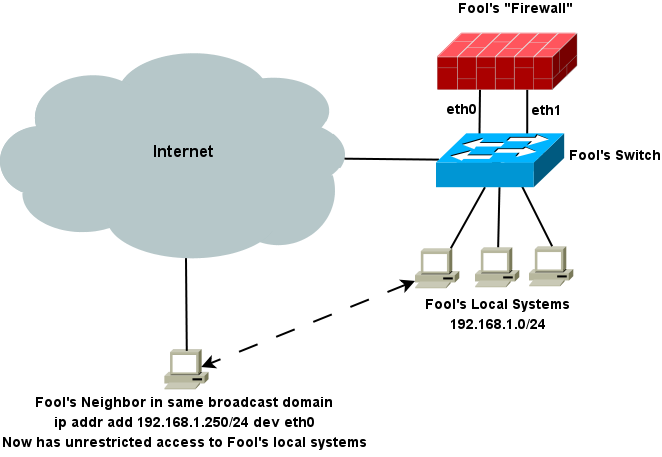 Fool's "Firewall"
eth0
eth1
Internet
Fool's Switch
Fool's Local Systems
192.168.1.0/24
Fool's Neighbor in same broadcast domain
ip addr add 192.168.1.250/24 dev eth0
Now has unrestricted access to Fool's local systems